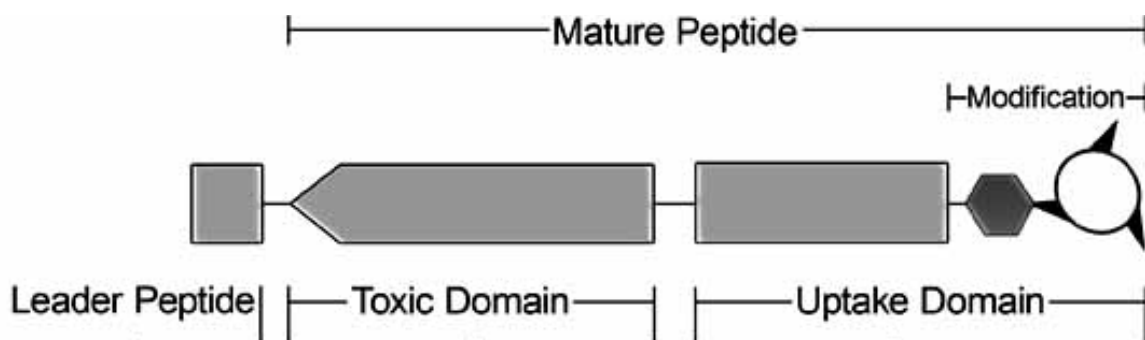 Mature Peptide
Modification
Leader Peptide
Toxic Domain
Uptake Domain